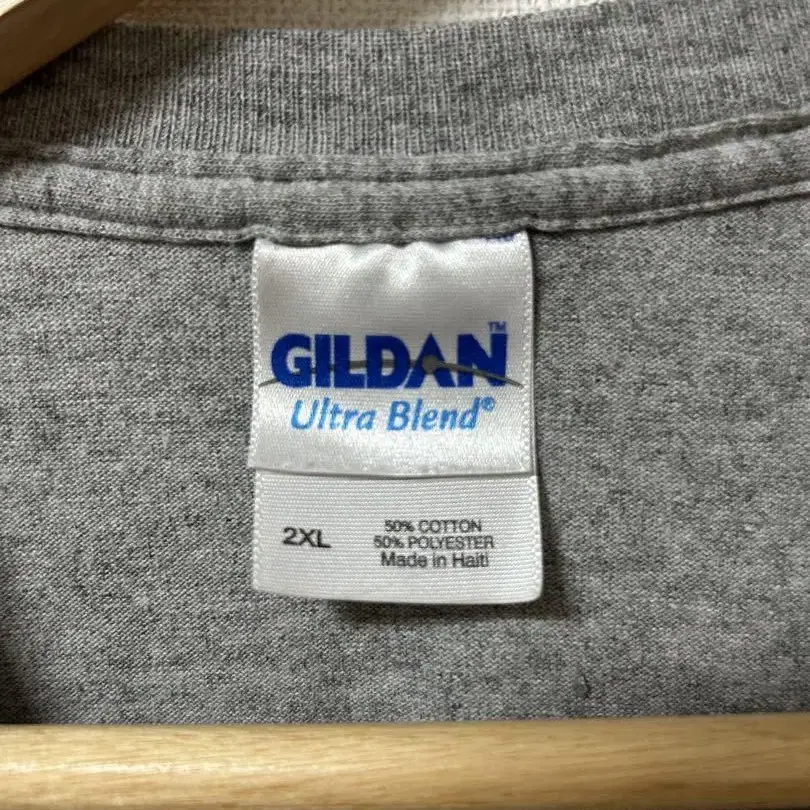 GILDAN™
Ultra Blend®
2XL
50% COTTON
50% POLYESTER
Made in Haiti